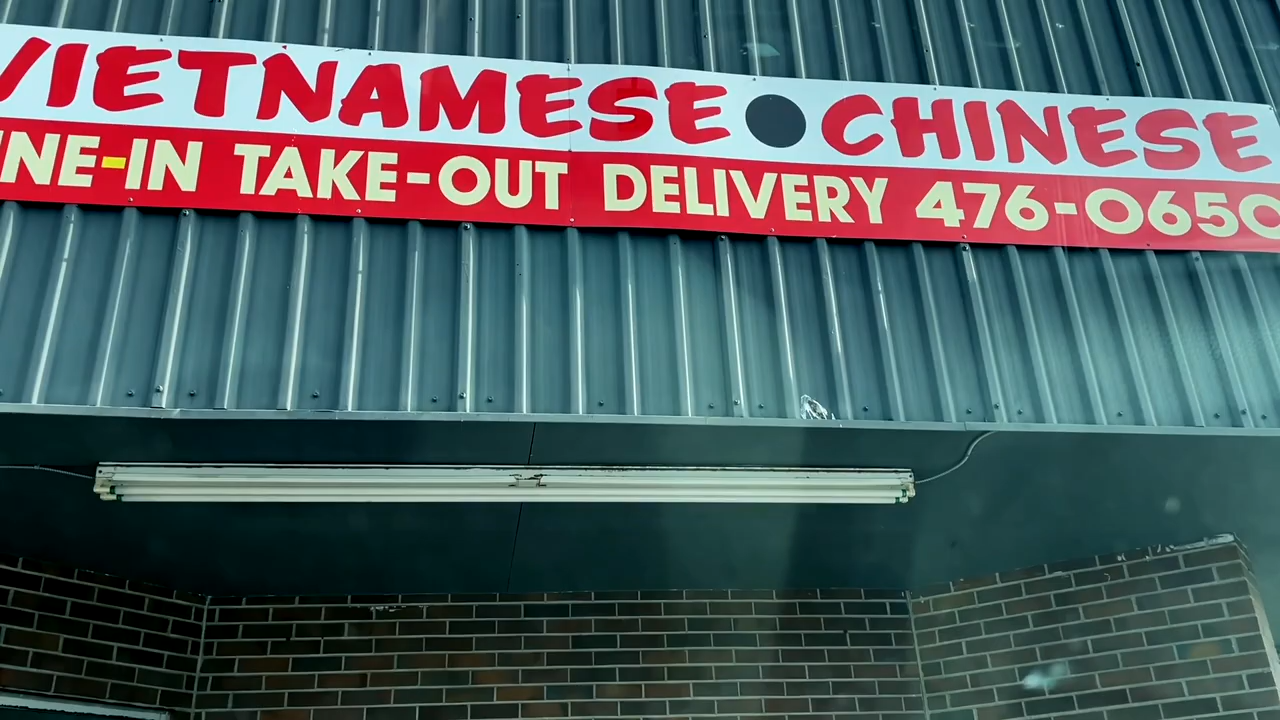 VIETNAMESE ● CHINESE
NE-IN TAKE-OUT DELIVERY 476-0650